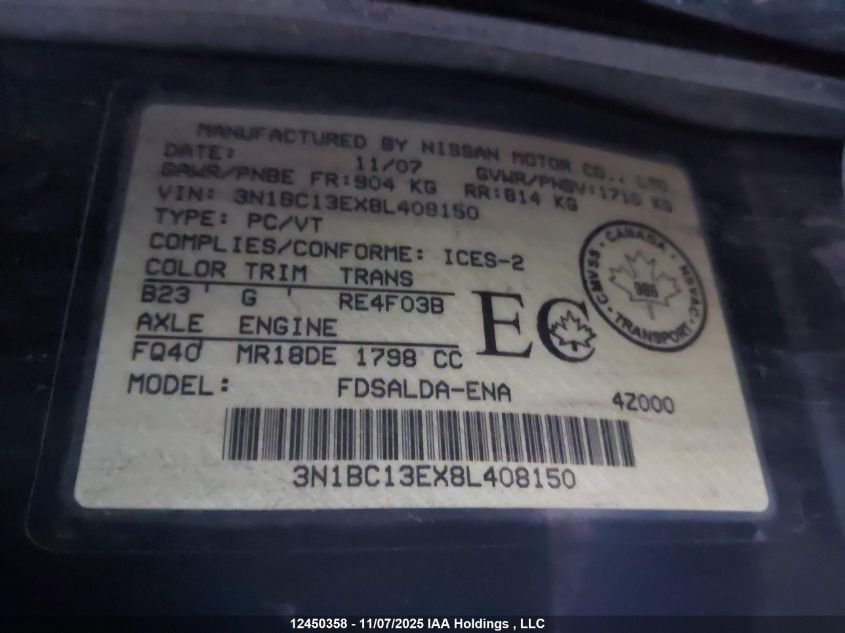 MANUFACTURED BY NISSAN MOTOR CO., LTD.
DATE: 11/07 GVWR/PNBV:1710 KG
GAWR/PNBE FR:904 KG RR:814 KG
VIN: 3N1BC13EX8L408150
TYPE: PC/VT
COMPLIES/CONFORME: ICES-2
COLOR TRIM TRANS
B23 G RE4F03B
AXLE ENGINE
FQ40 MR18DE 1798 CC
EC
CANADA
CMVSS NSVAC
TRANSPORT
MODEL: FDSALDA-ENA 4Z000
3N1BC13EX8L408150
12450358 - 11/07/2025 IAA Holdings , LLC